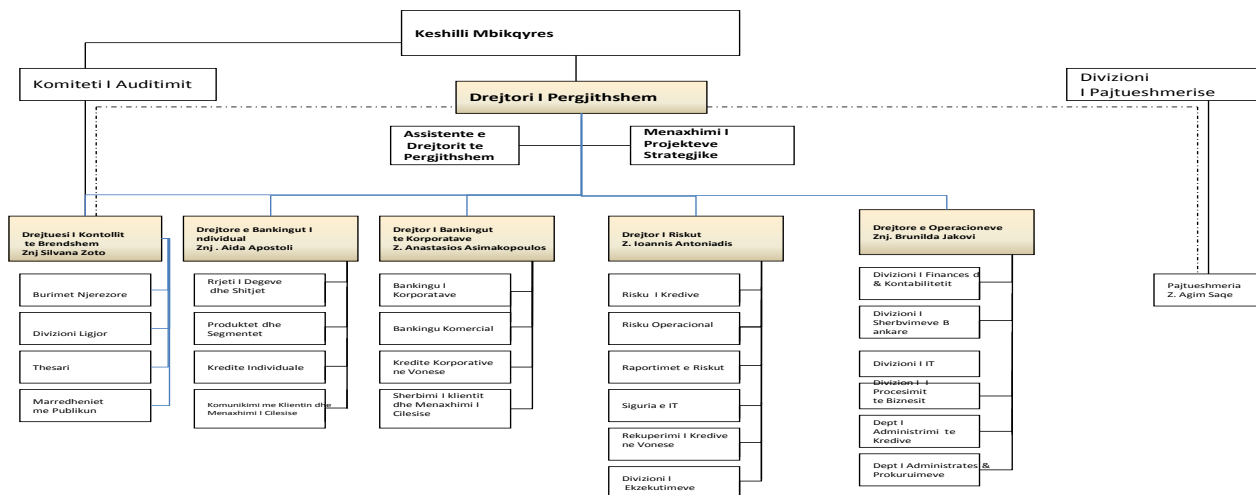 Keshilli Mbikqyres
Komiteti I Auditimit
Divizioni
I Pajtueshmerise
Drejtori I Pergjithshem
Assistente e
Drejtorit te
Pergjithshem
Menaxhimi I
Projekteve
Strategjike
Drejtuesi I Kontollit
te Brendshem
Znj Silvana Zoto
Burimet Njerezore
Divizioni Ligjor
Thesari
Marredheniet
me Publikun
Drejtore e Bankingut I
ndividual
Znj . Aida Apostoli
Rrjeti I Degeve
dhe Shitjet
Produktet dhe
Segmentet
Kredite Individuale
Komunikimi me Klientin dhe
Menaxhimi I Cilesise
Drejtor I Bankingut
te Korporatave
Z. Anastasios Asimakopoulos
Bankingu I
Korporatave
Bankingu Komercial
Kredite Korporative
ne Vonese
Sherbimi I klientit
dhe Menaxhimi I
Cilesise
Drejtor I Riskut
Z. Ioannis Antoniadis
Risku I Kredive
Risku Operacional
Raportimet e Riskut
Siguria e IT
Rekuperimi I Kredive
ne Vonese
Divizioni I
Ekzekutimeve
Drejtore e Operacioneve
Znj. Brunilda Jakovi
Divizioni I Finances d
& Kontabilitetit
Divizioni I
Sherbvimeve B
ankare
Divizioni I IT
Divizioni I I
Procesimit
te Biznesit
Dept I
Administrimi te
Kredive
Dept I Administrates &
Prokuruimeve
Pajtueshmeria
Z. Agim Saqe